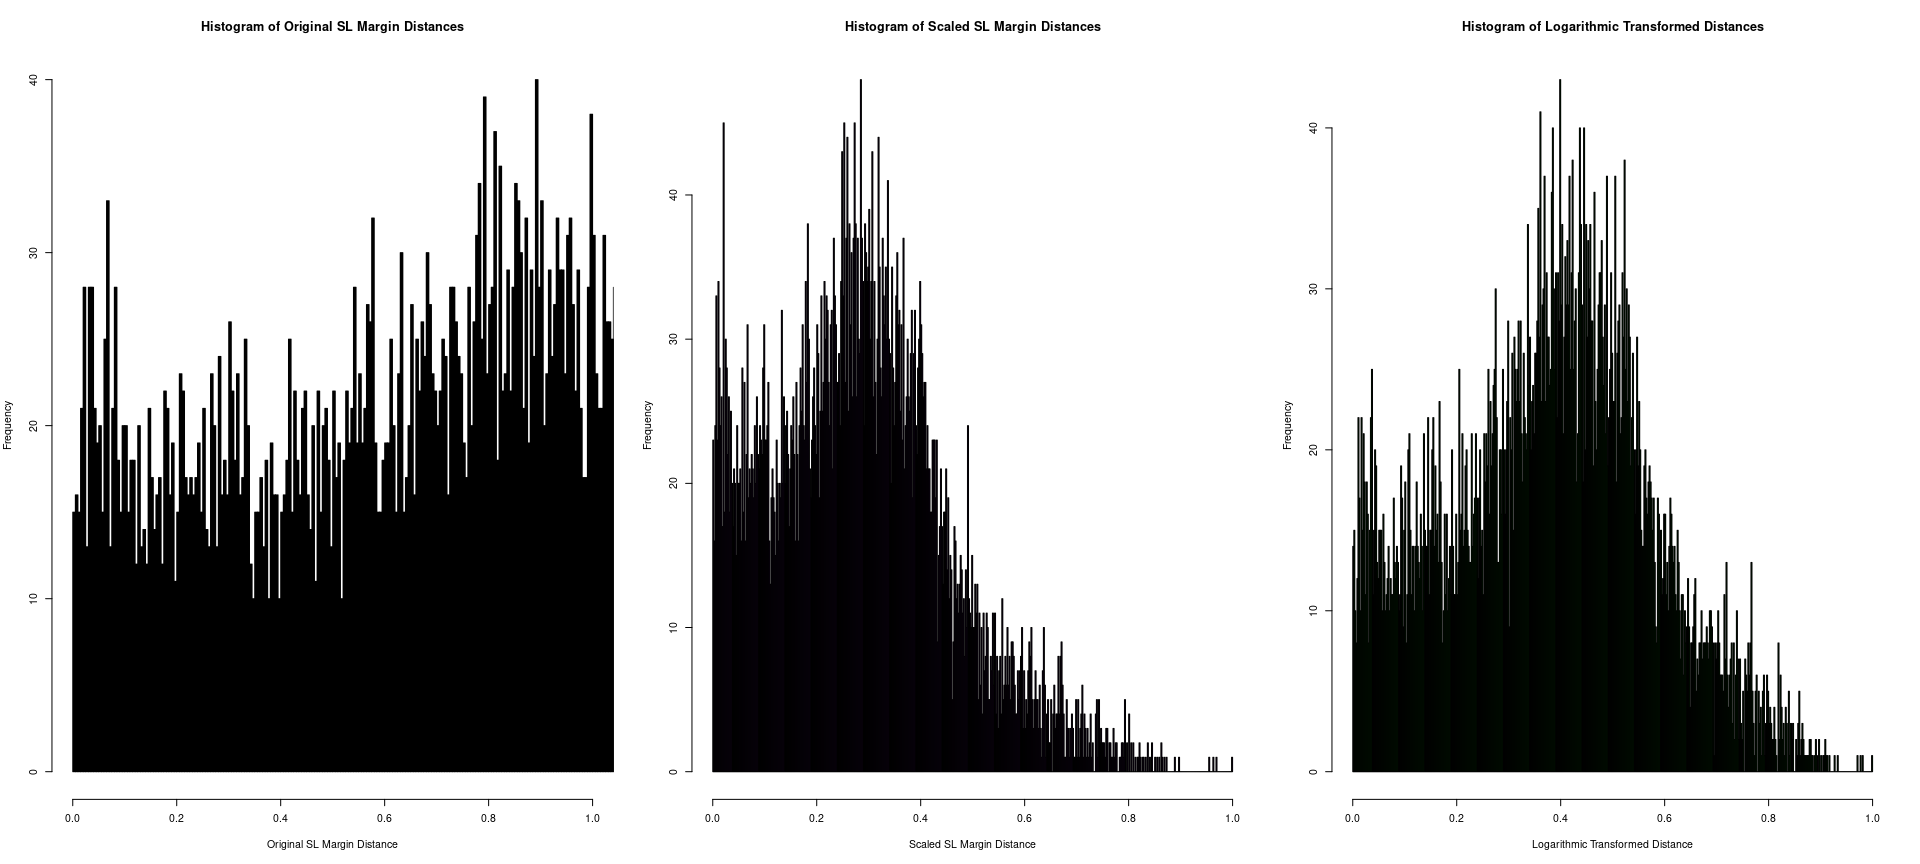 Histogram of Original SL Margin Distances
Frequency
0
10
20
30
40
0.0 0.2 0.4 0.6 0.8 1.0
Original SL Margin Distance
Histogram of Scaled SL Margin Distances
Frequency
0
10
20
30
40
0.0 0.2 0.4 0.6 0.8 1.0
Scaled SL Margin Distance
Histogram of Logarithmic Transformed Distances
Frequency
0
10
20
30
40
0.0 0.2 0.4 0.6 0.8 1.0
Logarithmic Transformed Distance